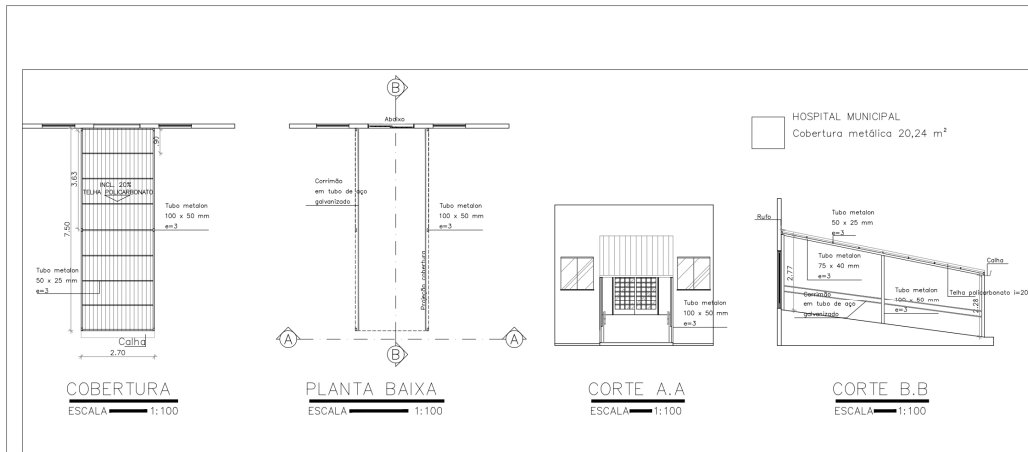 .90
3.63
INCL. 20%
TELHA POLICARBONATO
7.50
Tubo metalon
100 x 50 mm
e=3
Tubo metalon
50 x 25 mm
e=3
Calha
2.70
COBERTURA
ESCALA 1:100
B
Abaixo
Corrimão
em tubo de aço
galvanizado
Tubo metalon
100 x 50 mm
e=3
Projeção cobertura
A
A
B
PLANTA BAIXA
ESCALA 1:100
Tubo metalon
100 x 50 mm
e=3
CORTE A.A
ESCALA 1:100
HOSPITAL MUNICIPAL
Cobertura metálica 20,24 m²
Rufo
Tubo metalon
50 x 25 mm
e=3
Calha
2.77
Tubo metalon
75 x 40 mm
e=3
Telha policarbonato i=20
Corrimão
em tubo de aço
galvanizado
Tubo metalon
100 x 50 mm
e=3
2.28
CORTE B.B
ESCALA 1:100